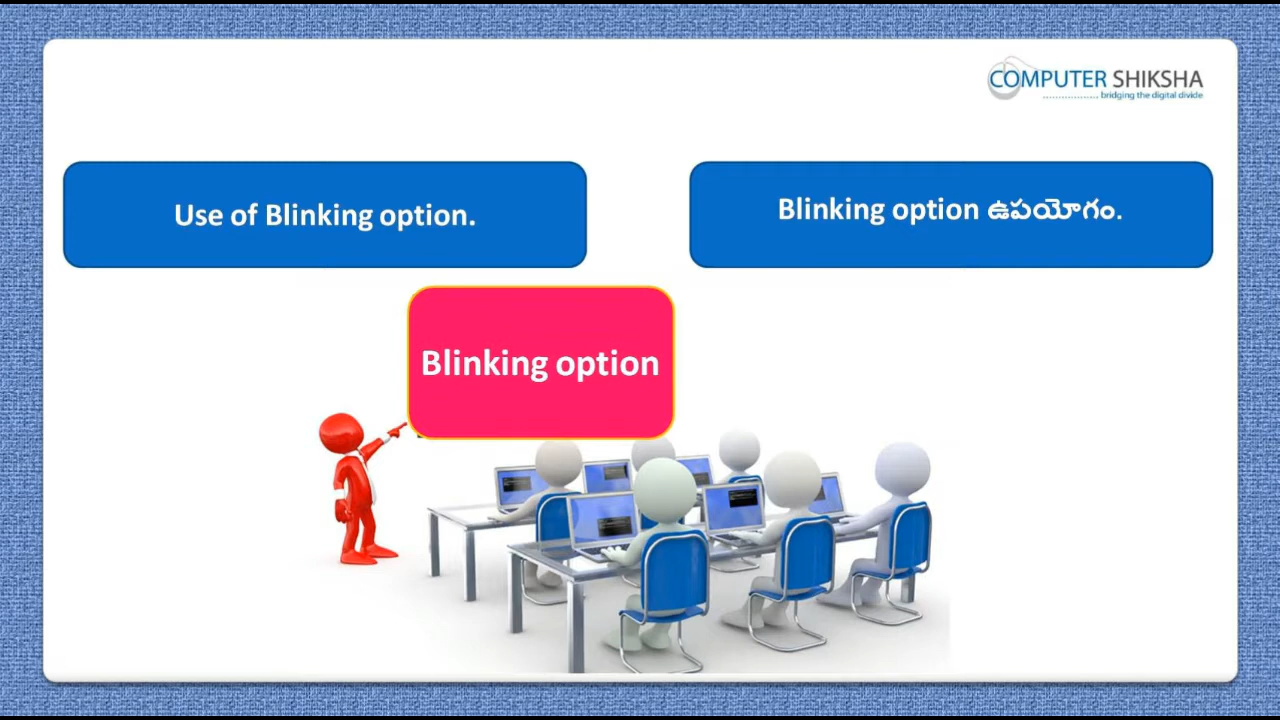 COMPUTER SHIKSHA
.................. bridging the digital divide
Use of Blinking option.
Blinking option ఉపయోగం.
Blinking option